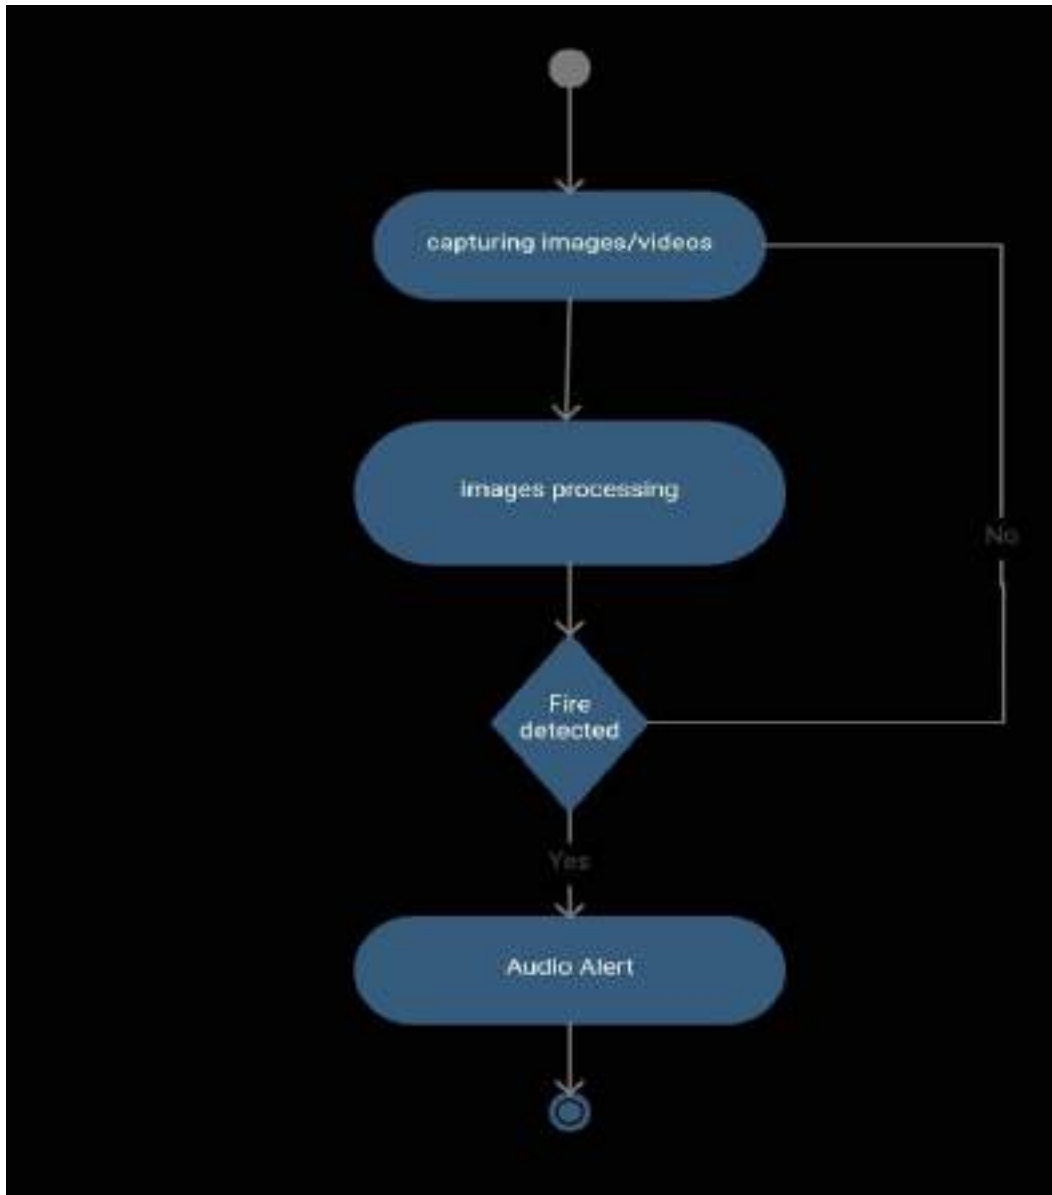 capturing images/videos
images processing
No
Fire
detected
Yes
Audio Alert